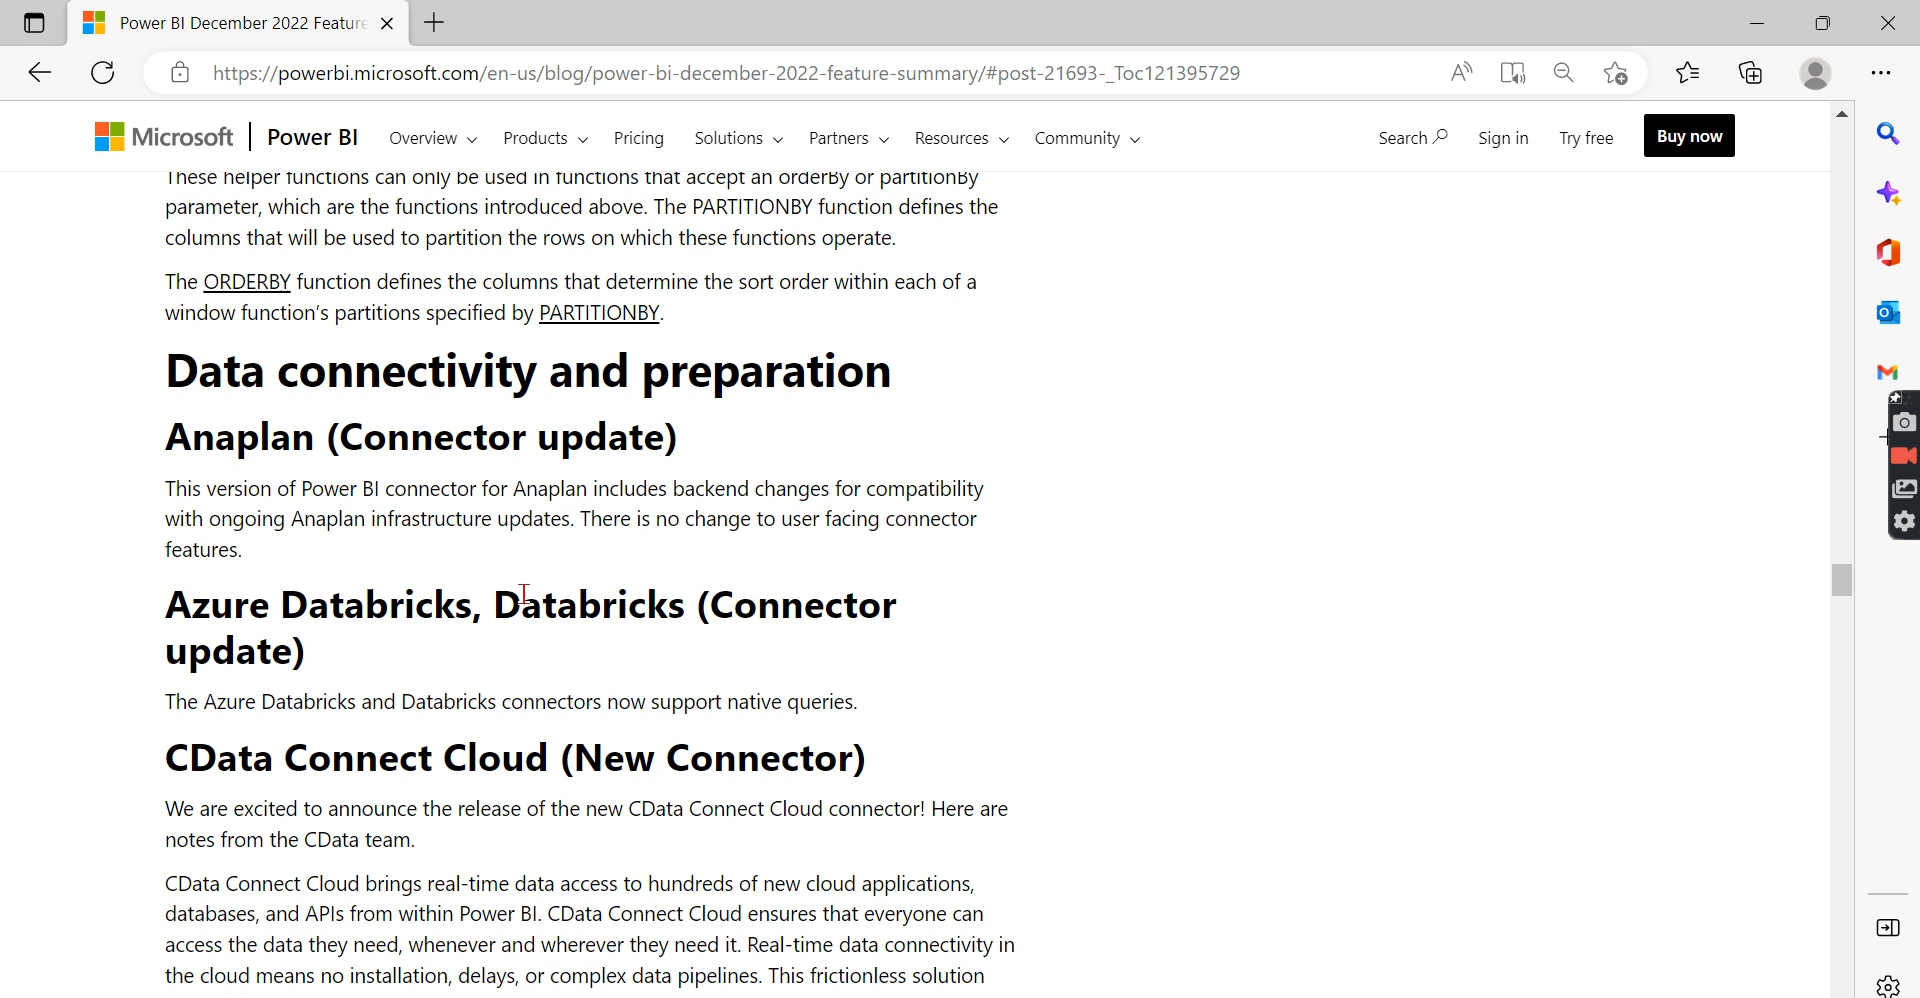 Power BI December 2022 Feature
https://powerbi.microsoft.com/en-us/blog/power-bi-december-2022-feature-summary/#post-21693-_Toc121395729
Microsoft Power BI Overview Products Pricing Solutions Partners Resources Community Search Sign in Try free Buy now
These helper functions can only be used in functions that accept an orderBy or partitionBy
parameter, which are the functions introduced above. The PARTITIONBY function defines the
columns that will be used to partition the rows on which these functions operate.
The ORDERBY function defines the columns that determine the sort order within each of a
window function's partitions specified by PARTITIONBY.
Data connectivity and preparation
Anaplan (Connector update)
This version of Power BI connector for Anaplan includes backend changes for compatibility
with ongoing Anaplan infrastructure updates. There is no change to user facing connector
features.
Azure Databricks, Databricks (Connector
update)
The Azure Databricks and Databricks connectors now support native queries.
CData Connect Cloud (New Connector)
We are excited to announce the release of the new CData Connect Cloud connector! Here are
notes from the CData team.
CData Connect Cloud brings real-time data access to hundreds of new cloud applications,
databases, and APIs from within Power BI. CData Connect Cloud ensures that everyone can
access the data they need, whenever and wherever they need it. Real-time data connectivity in
the cloud means no installation, delays, or complex data pipelines. This frictionless solution